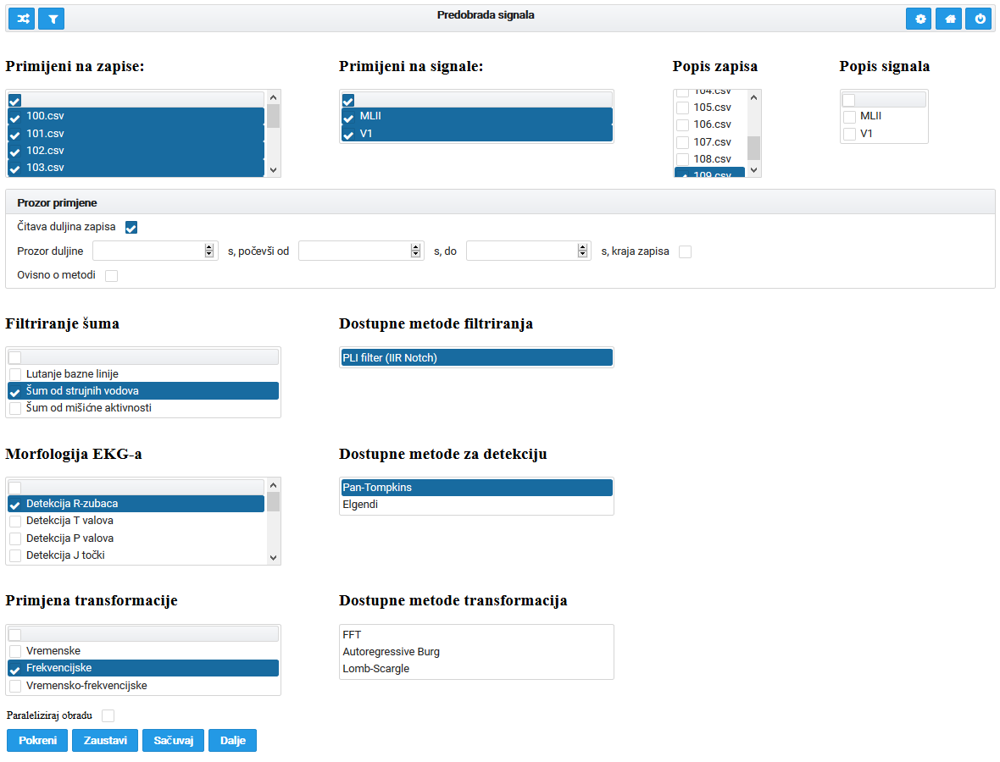 Predobrada signala
Primijeni na zapise:
Primijeni na signale:
Popis zapisa
Popis signala
100.csv
101.csv
102.csv
103.csv
MLII
V1
104.csv
105.csv
106.csv
107.csv
108.csv
109.csv
MLII
V1
Prozor primjene
Čitava duljina zapisa
Prozor duljine s, počevši od s, do s, kraja zapisa
Ovisno o metodi
Filtriranje šuma
Dostupne metode filtriranja
Lutanje bazne linije
Šum od strujnih vodova
Šum od mišićne aktivnosti
PLI filter (IIR Notch)
Morfologija EKG-a
Dostupne metode za detekciju
Detekcija R-zubaca
Detekcija T valova
Detekcija P valova
Detekcija J točki
Pan-Tompkins
Elgendi
Primjena transformacije
Dostupne metode transformacija
Vremenske
Frekvencijske
Vremensko-frekvencijske
FFT
Autoregressive Burg
Lomb-Scargle
Paraleliziraj obradu
Pokreni Zaustavi Sačuvaj Dalje